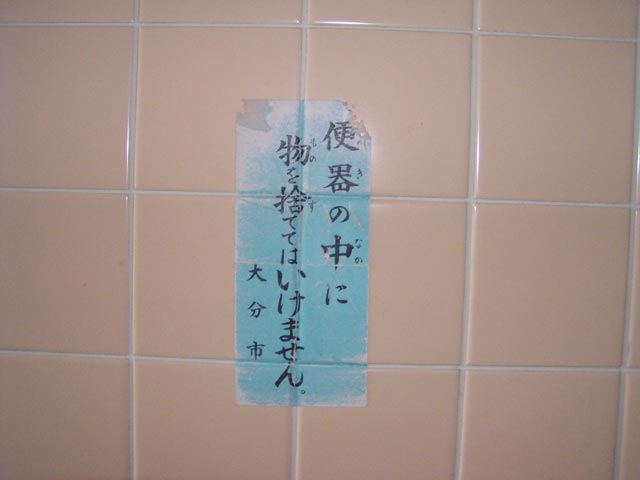 便器の中に
物を捨ててはいけません。
大分市